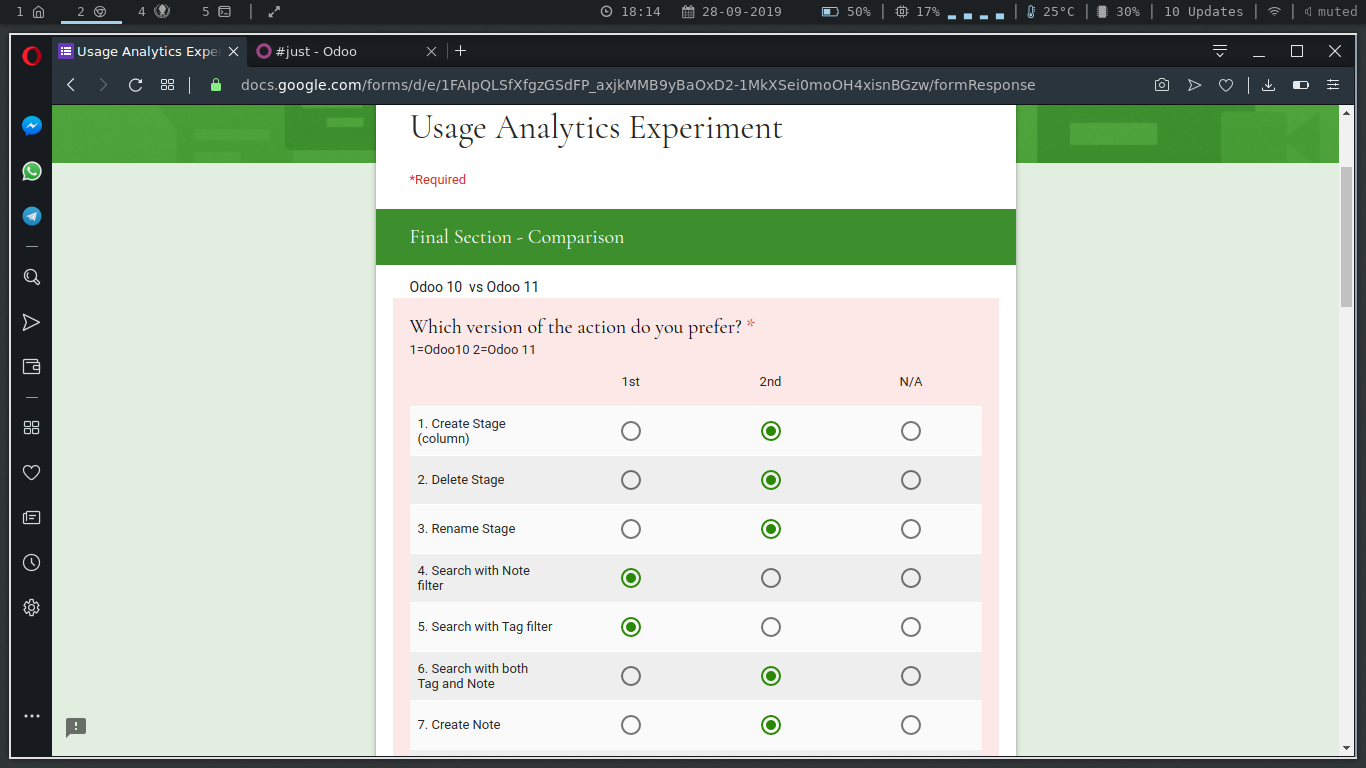 1 2 4 5 18:14 28-09-2019 50% 17% 25°C 30% 10 Updates muted
Usage Analytics Expe #just - Odoo
docs.google.com/forms/d/e/1FAIpQLSfXfgzGSdFP_axjkMMB9yBaOxD2-1MkXSei0moOH4xisnBGzw/formResponse
Usage Analytics Experiment
*Required
Final Section - Comparison
Odoo 10 vs Odoo 11
Which version of the action do you prefer? *
1=Odoo10 2=Odoo 11
1st 2nd N/A
1. Create Stage
(column)
2. Delete Stage
3. Rename Stage
4. Search with Note
filter
5. Search with Tag filter
6. Search with both
Tag and Note
7. Create Note